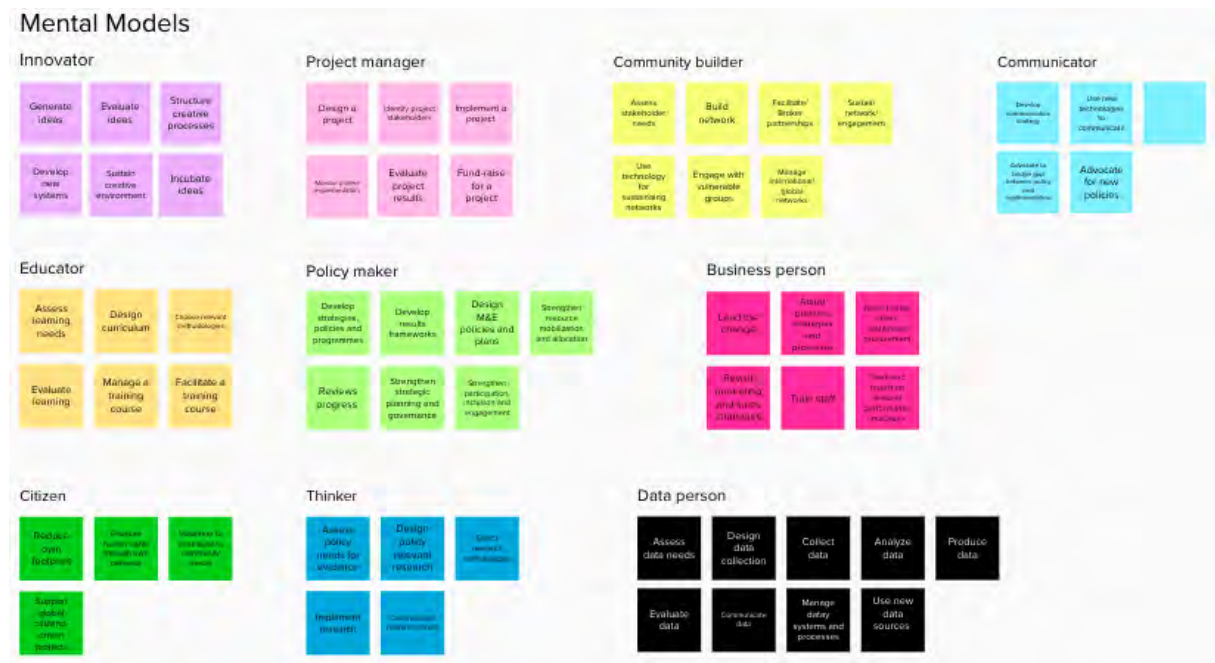 Mental Models
Innovator
Generate
ideas
Evaluate
ideas
Structure
creative
processes
Develop
new
systems
Sustain
creative
environment
Incubate
ideas
Project manager
Design a
project
Identify project
stakeholders
Implement a
project
Evaluate
project
results
Fund-raise
for a
project
Community builder
Assess
stakeholder
needs
Build
network
Facilitate/
Broker
partnerships
Sustain
network/
engagement
Use
technology
for
sustaining
networks
Engage with
vulnerable
groups
Manage
international/
global
networks
Communicator
Develop
communication
strategy
Use new
technologies
to
communicate
Advocate
for new
policies
Educator
Assess
learning
needs
Design
curriculum
Choose relevant
methodologies
Evaluate
learning
Manage a
training
course
Facilitate a
training
course
Policy maker
Develop
strategies,
policies and
programmes
Develop
results
frameworks
Design
M&E
policies and
plans
Strengthen
resource
mobilization
and allocation
Reviews
progress
Strengthen
strategic
planning and
governance
Strengthen
participation,
inclusion and
engagement
Business person
Lead the
change
Train staff
Citizen
Reduce
own
footprint
Support
global
Thinker
Assess
policy
needs for
evidence
Design
policy
relevant
research
Implement
research
Data person
Assess
data needs
Design
data
collection
Collect
data
Analyze
data
Produce
data
Evaluate
data
Communicate
data
Manage
datay
systems and
processes
Use new
data
sources